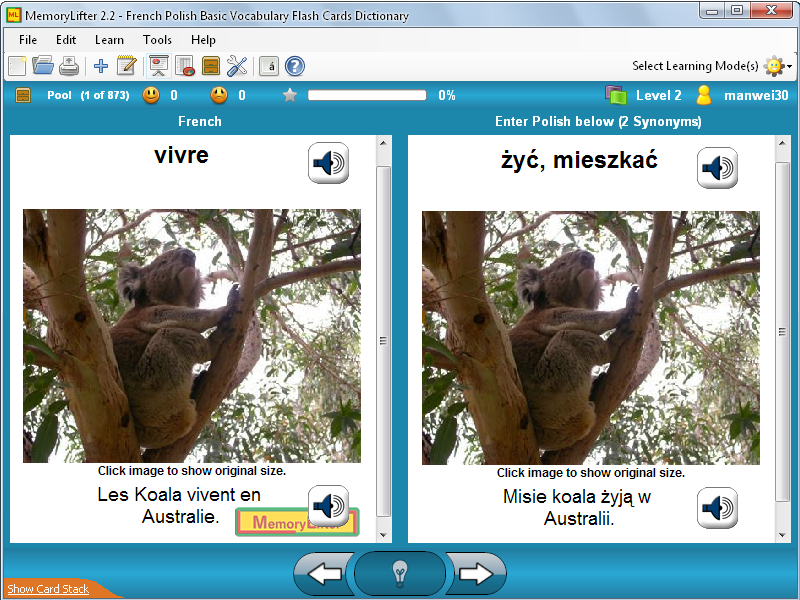 MemoryLifter 2.2 - French Polish Basic Vocabulary Flash Cards Dictionary
File Edit Learn Tools Help
á ? Select Learning Mode(s)
Pool (1 of 873) 0 0 0% Level 2 manwei30
French
Enter Polish below (2 Synonyms)
vivre
Click image to show original size.
Les Koala vivent en
Australie.
MemoryLifter
żyć, mieszkać
Click image to show original size.
Misie koala żyją w
Australii.
Show Card Stack